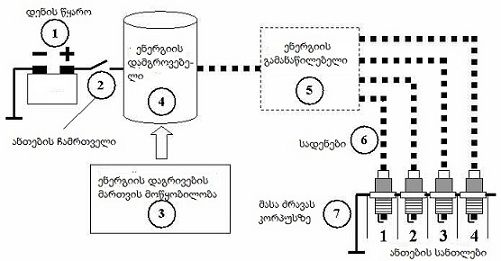 დენის წყარო
1
− +
2
ანთების ჩამრთველი
ენერგიის
დამგროვებე-
ლი
4
ენერგიის დაგრივების
მართვის მოწყობილობა
3
ენერგიის
გამანაწილებელი
5
6
სადენები
მასა ძრავას
კორპუსზე
7
1 2 3 4
ანთების სანთლები